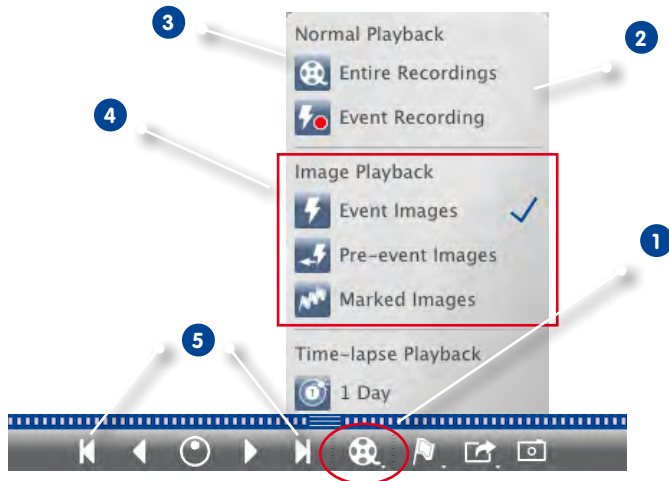 3
Normal Playback
2
Entire Recordings
4
Event Recording
Image Playback
Event Images
1
Pre-event Images
Marked Images
5
Time-lapse Playback
1 1 Day